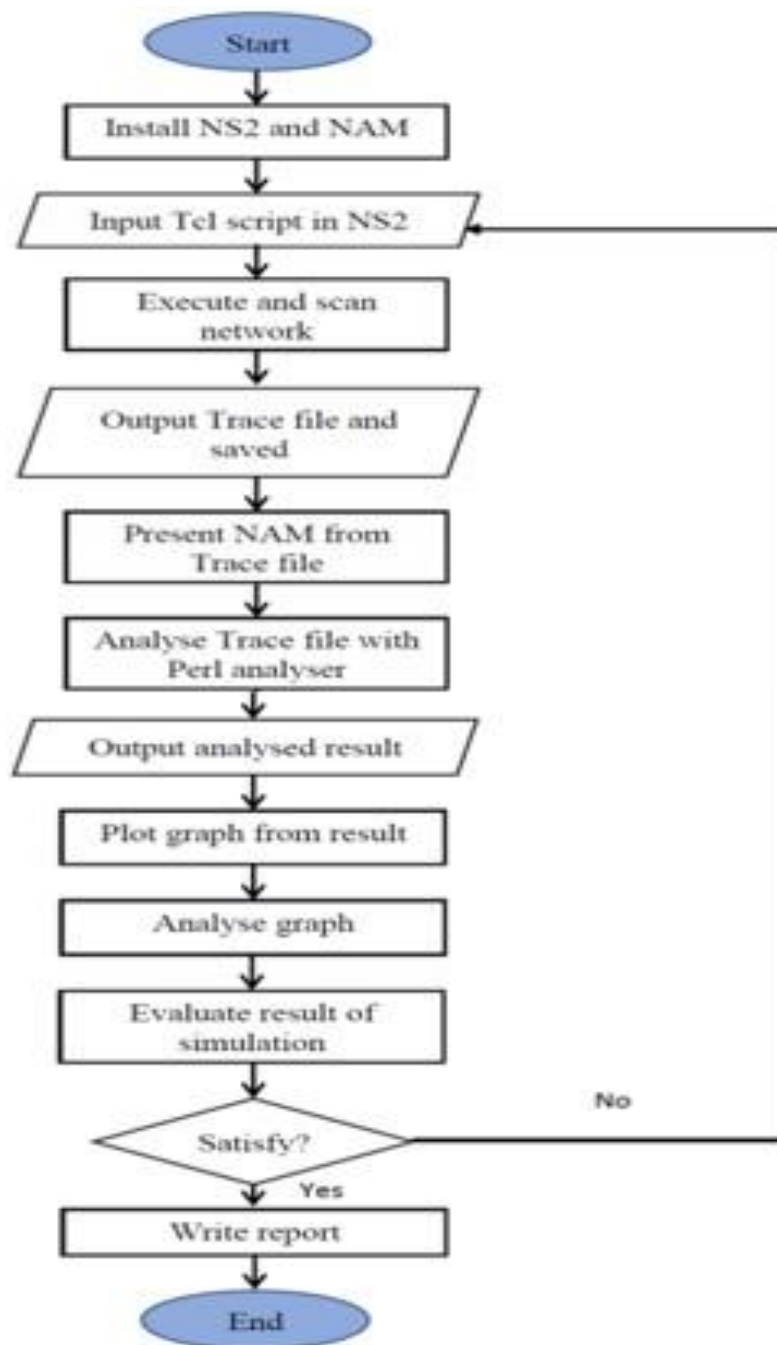 Start
Install NS2 and NAM
Input Tcl script in NS2
Execute and scan
network
Output Trace file and
saved
Present NAM from
Trace file
Analyse Trace file with
Perl analyser
Output analysed result
Plot graph from result
Analyse graph
Evaluate result of
simulation
No
Satisfy?
Yes
Write report
End